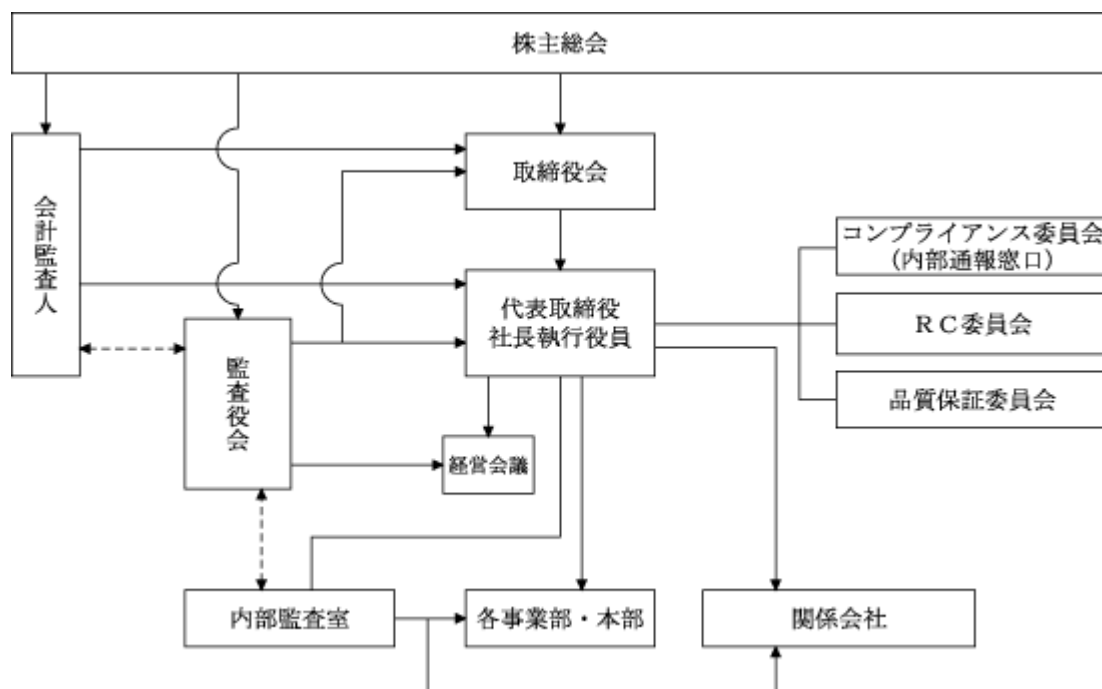 株主総会
会計監査人
取締役会
コンプライアンス委員会
(内部通報窓口)
代表取締役
社長執行役員
RC委員会
監査役会
品質保証委員会
経営会議
内部監査室
各事業部・本部
関係会社